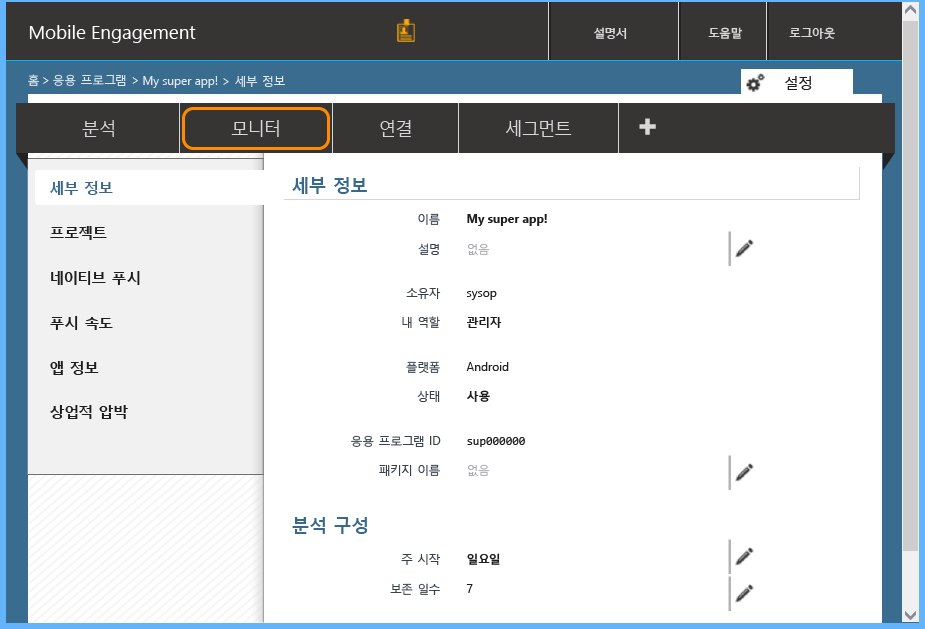 Mobile Engagement
설명서
도움말
로그아웃
홈 > 응용 프로그램 > My super app! > 세부 정보
설정
분석
모니터
연결
세그먼트
세부 정보
프로젝트
네이티브 푸시
푸시 속도
앱 정보
상업적 압박
세부 정보
이름 My super app!
설명 없음
소유자 sysop
내 역할 관리자
플랫폼 Android
상태 사용
응용 프로그램 ID sup000000
패키지 이름 없음
분석 구성
주 시작 일요일
보존 일수 7